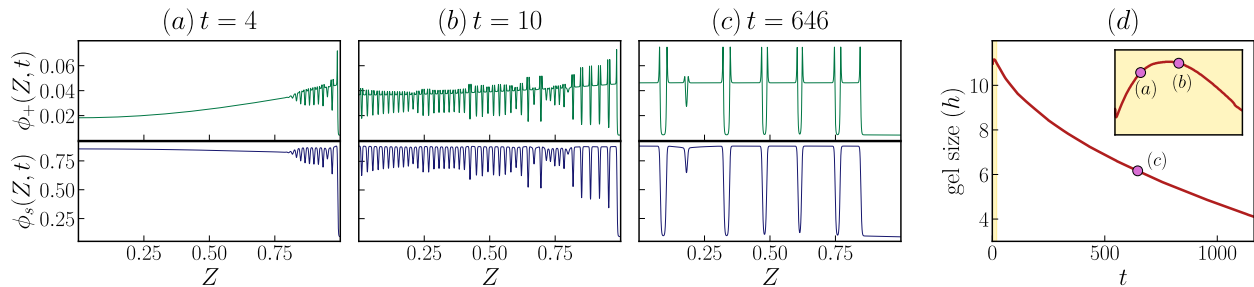 (a) t = 4
(b) t = 10
(c) t = 646
(d)
ϕ₊(Z, t)
0.06
0.04
0.02
ϕₛ(Z, t)
0.75
0.50
0.25
0.25 0.50 0.75
Z
0.25 0.50 0.75
Z
0.25 0.50 0.75
Z
gel size (h)
10
8
6
4
(a)
(b)
(c)
0 500 1000
t